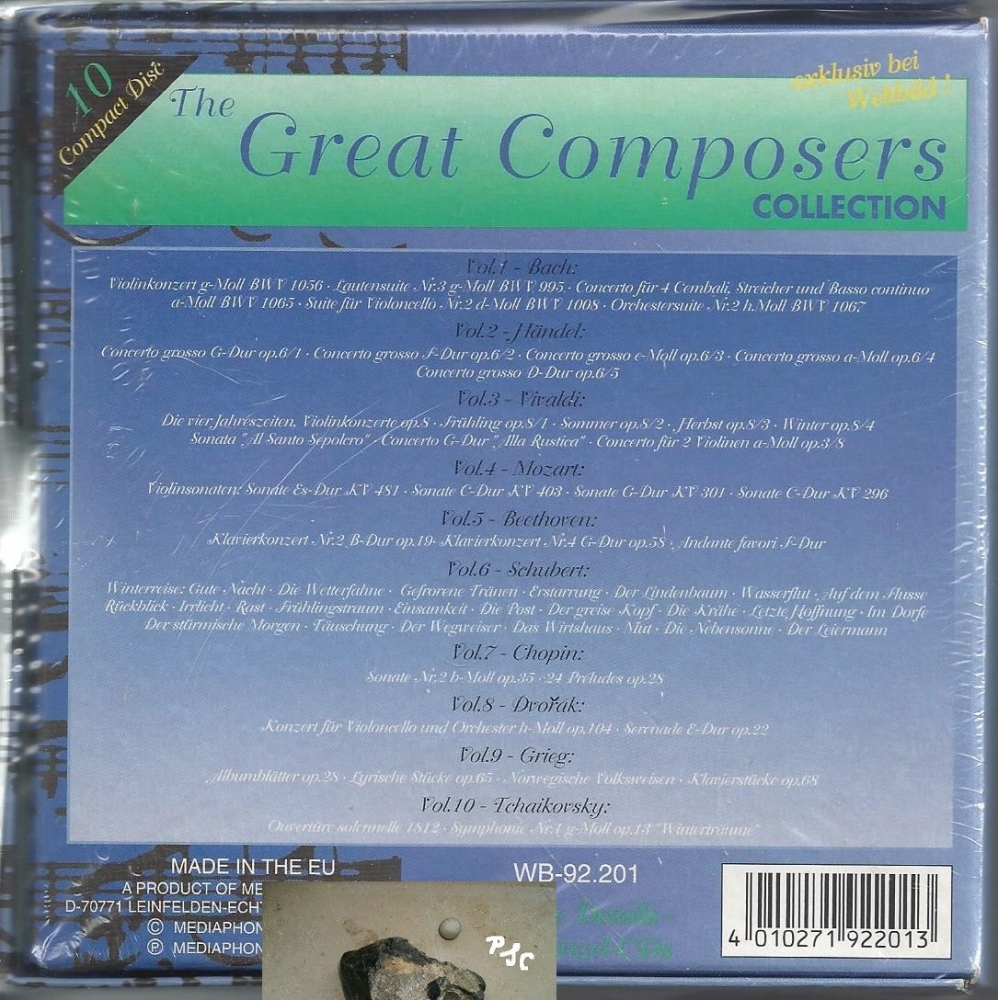 10
Compact Disc
exklusiv bei
Weltbild !
The
Great Composers
COLLECTION
Vol.1 - Bach:
Violinkonzert g-Moll BWV 1056 · Lautensuite Nr.3 g-Moll BWV 995 · Concerto für 4 Cembali, Streicher und Basso continuo
a-Moll BWV 1065 · Suite für Violoncello Nr.2 d-Moll BWV 1008 · Orchestersuite Nr.2 h.Moll BWV 1067
Vol.2 - Händel:
Concerto grosso G-Dur op.6/1 · Concerto grosso F-Dur op.6/2 · Concerto grosso e-Moll op.6/3 · Concerto grosso a-Moll op.6/4
Concerto grosso D-Dur op.6/5
Vol.3 - Vivaldi:
Die vier Jahreszeiten. Violinkonzerte op.8 · Frühling op.8/1 · Sommer op.8/2 · Herbst op.8/3 · Winter op.8/4
Sonata "Al Santo Sepolero" · Concerto G-Dur "Alla Rustica" · Concerto für 2 Violinen a-Moll op.3/8
Vol.4 - Mozart:
Violinsonaten: Sonate Es-Dur KV 481 · Sonate C-Dur KV 403 · Sonate G-Dur KV 301 · Sonate C-Dur KV 296
Vol.5 - Beethoven:
Klavierkonzert Nr.2 B-Dur op.19 · Klavierkonzert Nr.4 G-Dur op.58 · Andante favori F-Dur
Vol.6 - Schubert:
Winterreise: Gute Nacht · Die Wetterfahne · Gefrorene Tränen · Erstarrung · Der Lindenbaum · Wasserflut · Auf dem Flusse
Rückblick · Irrlicht · Rast · Frühlingstraum · Einsamkeit · Die Post · Der greise Kopf · Die Krähe · Letzte Hoffnung · Im Dorfe
Der stürmische Morgen · Täuschung · Der Wegweiser · Das Wirtshaus · Mut · Die Nebensonne · Der Leiermann
Vol.7 - Chopin:
Sonate Nr.2 b-Moll op.35 · 24 Preludes op.28
Vol.8 - Dvořák:
Konzert für Violoncello und Orchester h-Moll op.104 · Serenade E-Dur op.22
Vol.9 - Grieg:
Albumblätter op.28 · Lyrische Stücke op.65 · Norwegische Volksweisen · Klavierstücke op.68
Vol.10 - Tchaikovsky:
Ouvertüre solennelle 1812 · Symphonie Nr.1 g-Moll op.13 "Winterträume"
MADE IN THE EU
A PRODUCT OF ME
D-70771 LEINFELDEN-ECHT
© MEDIAPHON
℗ MEDIAPHON
WB-92.201
4 010271 922013
PJC